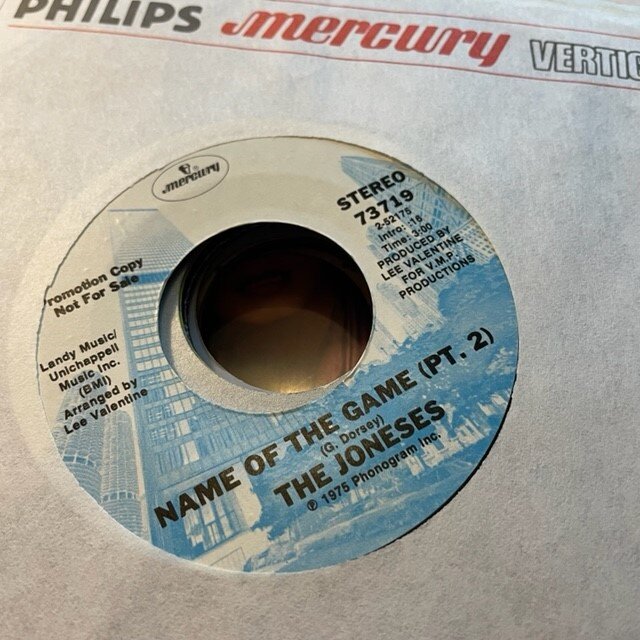 PHILIPS mercury
mercury
STEREO
73719
2-52175
Intro: :16
Time: 3:00
PRODUCED BY
LEE VALENTINE
FOR V.M.P.
PRODUCTIONS
Promotion Copy
Not For Sale
Landy Music/
Unichappell
Music Inc.
(BMI)
Arranged by
Lee Valentine
NAME OF THE GAME (PT. 2)
(G. Dorsey)
THE JONESES
℗ 1975 Phonogram Inc.